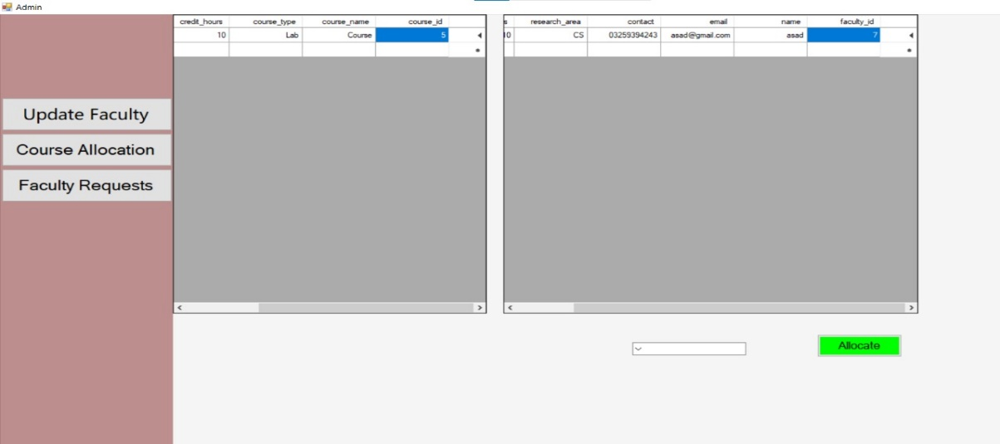 Admin
credit_hours course_type course_name course_id
10 Lab Course 5
s research_area contact email name faculty_id
10 CS 03259394243 asad@gmail.com asad 7
Update Faculty
Course Allocation
Faculty Requests
Allocate